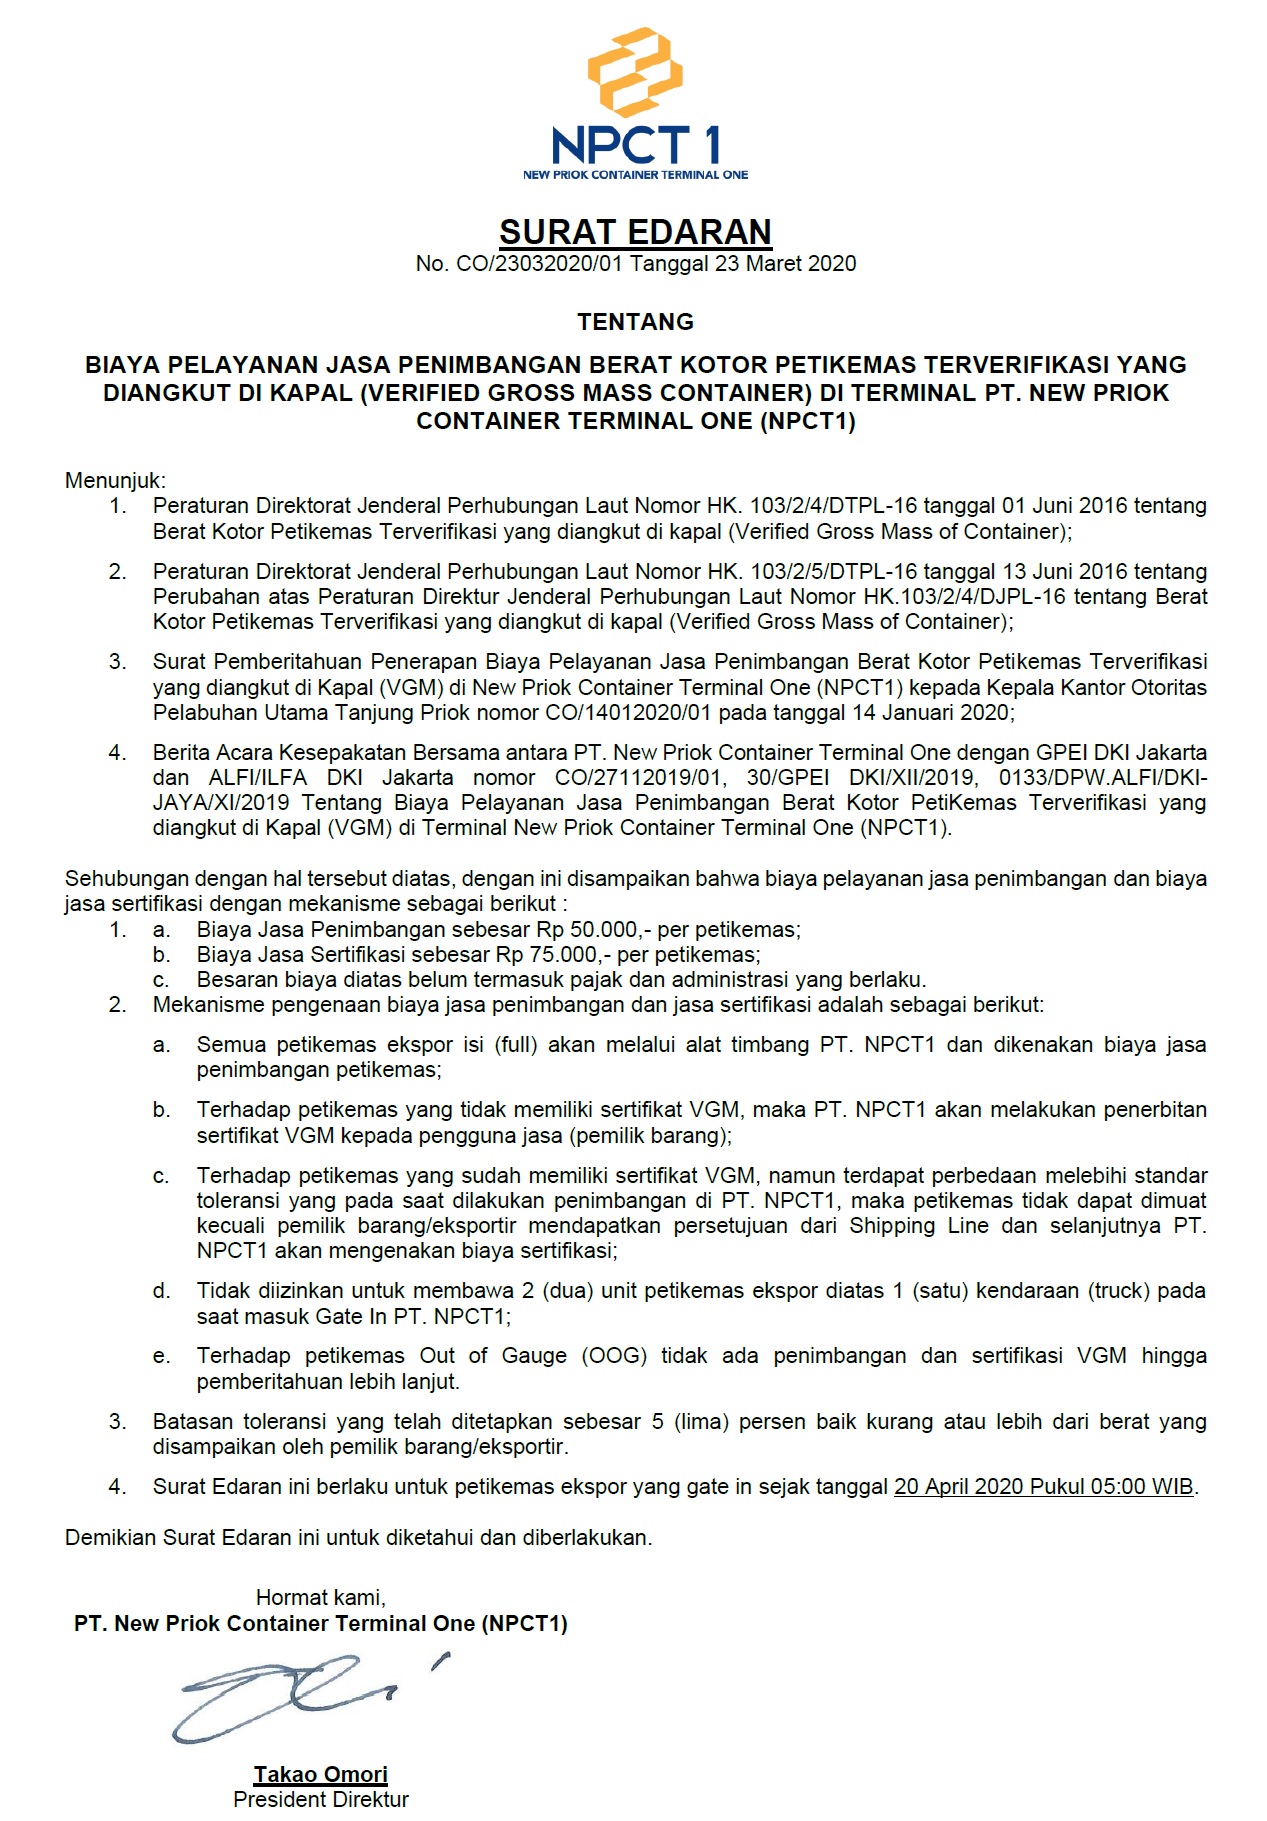 NPCT 1
NEW PRIOK CONTAINER TERMINAL ONE
SURAT EDARAN
No. CO/23032020/01 Tanggal 23 Maret 2020
TENTANG
BIAYA PELAYANAN JASA PENIMBANGAN BERAT KOTOR PETIKEMAS TERVERIFIKASI YANG
DIANGKUT DI KAPAL (VERIFIED GROSS MASS CONTAINER) DI TERMINAL PT. NEW PRIOK
CONTAINER TERMINAL ONE (NPCT1)
Menunjuk:
1. Peraturan Direktorat Jenderal Perhubungan Laut Nomor HK. 103/2/4/DTPL-16 tanggal 01 Juni 2016 tentang
Berat Kotor Petikemas Terverifikasi yang diangkut di kapal (Verified Gross Mass of Container);
2. Peraturan Direktorat Jenderal Perhubungan Laut Nomor HK. 103/2/5/DTPL-16 tanggal 13 Juni 2016 tentang
Perubahan atas Peraturan Direktur Jenderal Perhubungan Laut Nomor HK.103/2/4/DJPL-16 tentang Berat
Kotor Petikemas Terverifikasi yang diangkut di kapal (Verified Gross Mass of Container);
3. Surat Pemberitahuan Penerapan Biaya Pelayanan Jasa Penimbangan Berat Kotor Petikemas Terverifikasi
yang diangkut di Kapal (VGM) di New Priok Container Terminal One (NPCT1) kepada Kepala Kantor Otoritas
Pelabuhan Utama Tanjung Priok nomor CO/14012020/01 pada tanggal 14 Januari 2020;
4. Berita Acara Kesepakatan Bersama antara PT. New Priok Container Terminal One dengan GPEI DKI Jakarta
dan ALFI/ILFA DKI Jakarta nomor CO/27112019/01, 30/GPEI DKI/XII/2019, 0133/DPW.ALFI/DKI-
JAYA/XI/2019 Tentang Biaya Pelayanan Jasa Penimbangan Berat Kotor PetiKemas Terverifikasi yang
diangkut di Kapal (VGM) di Terminal New Priok Container Terminal One (NPCT1).
Sehubungan dengan hal tersebut diatas, dengan ini disampaikan bahwa biaya pelayanan jasa penimbangan dan biaya
jasa sertifikasi dengan mekanisme sebagai berikut :
1. a. Biaya Jasa Penimbangan sebesar Rp 50.000,- per petikemas;
b. Biaya Jasa Sertifikasi sebesar Rp 75.000,- per petikemas;
c. Besaran biaya diatas belum termasuk pajak dan administrasi yang berlaku.
2. Mekanisme pengenaan biaya jasa penimbangan dan jasa sertifikasi adalah sebagai berikut:
a. Semua petikemas ekspor isi (full) akan melalui alat timbang PT. NPCT1 dan dikenakan biaya jasa
penimbangan petikemas;
b. Terhadap petikemas yang tidak memiliki sertifikat VGM, maka PT. NPCT1 akan melakukan penerbitan
sertifikat VGM kepada pengguna jasa (pemilik barang);
c. Terhadap petikemas yang sudah memiliki sertifikat VGM, namun terdapat perbedaan melebihi standar
toleransi yang pada saat dilakukan penimbangan di PT. NPCT1, maka petikemas tidak dapat dimuat
kecuali pemilik barang/eksportir mendapatkan persetujuan dari Shipping Line dan selanjutnya PT.
NPCT1 akan mengenakan biaya sertifikasi;
d. Tidak diizinkan untuk membawa 2 (dua) unit petikemas ekspor diatas 1 (satu) kendaraan (truck) pada
saat masuk Gate In PT. NPCT1;
e. Terhadap petikemas Out of Gauge (OOG) tidak ada penimbangan dan sertifikasi VGM hingga
pemberitahuan lebih lanjut.
3. Batasan toleransi yang telah ditetapkan sebesar 5 (lima) persen baik kurang atau lebih dari berat yang
disampaikan oleh pemilik barang/eksportir.
4. Surat Edaran ini berlaku untuk petikemas ekspor yang gate in sejak tanggal 20 April 2020 Pukul 05:00 WIB.
Demikian Surat Edaran ini untuk diketahui dan diberlakukan.
Hormat kami,
PT. New Priok Container Terminal One (NPCT1)
Takao Omori
President Direktur